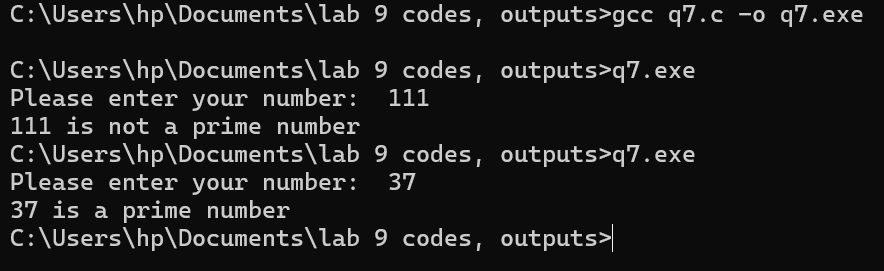 C:\Users\hp\Documents\lab 9 codes, outputs>gcc q7.c -o q7.exe
C:\Users\hp\Documents\lab 9 codes, outputs>q7.exe
Please enter your number:  111
111 is not a prime number
C:\Users\hp\Documents\lab 9 codes, outputs>q7.exe
Please enter your number:  37
37 is a prime number
C:\Users\hp\Documents\lab 9 codes, outputs>